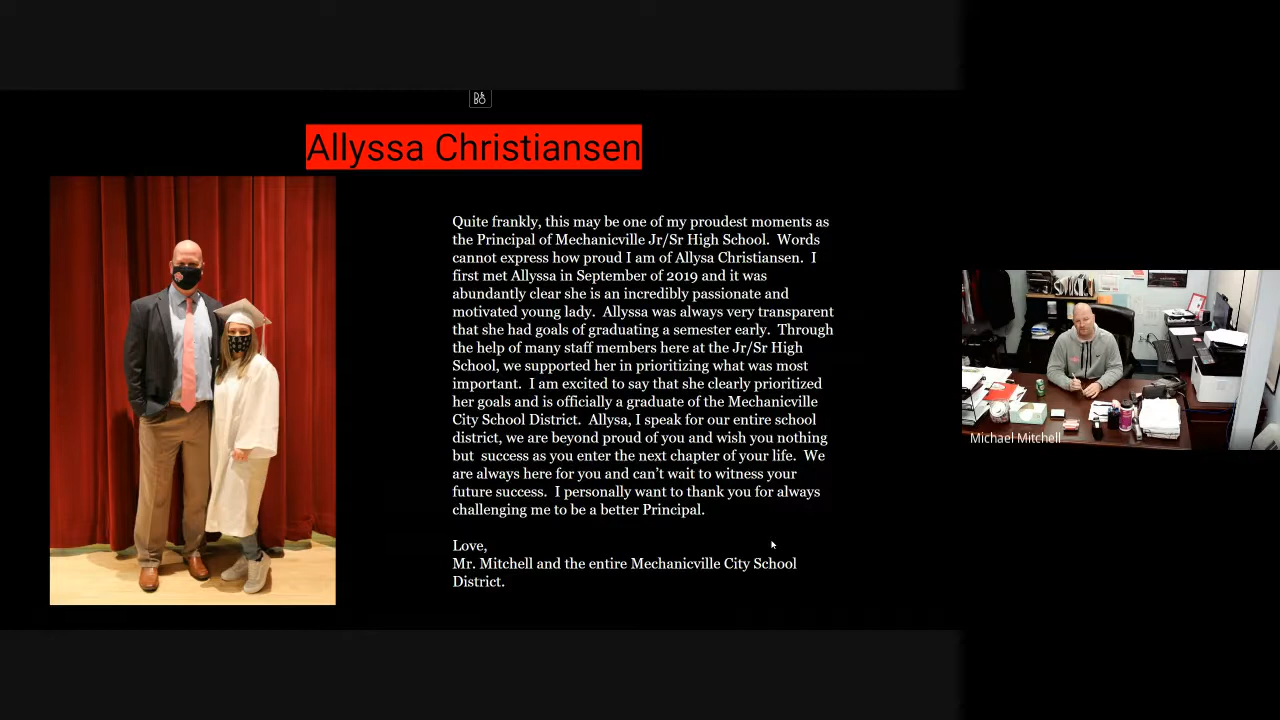 D&
BO
Allyssa Christiansen
Quite frankly, this may be one of my proudest moments as
the Principal of Mechanicville Jr/Sr High School.  Words
cannot express how proud I am of Allysa Christiansen.  I
first met Allyssa in September of 2019 and it was
abundantly clear she is an incredibly passionate and
motivated young lady.  Allyssa was always very transparent
that she had goals of graduating a semester early.  Through
the help of many staff members here at the Jr/Sr High
School, we supported her in prioritizing what was most
important.  I am excited to say that she clearly prioritized
her goals and is officially a graduate of the Mechanicville
City School District.  Allysa, I speak for our entire school
district, we are beyond proud of you and wish you nothing
but  success as you enter the next chapter of your life.  We
are always here for you and can't wait to witness your
future success.  I personally want to thank you for always
challenging me to be a better Principal.
Love,
Mr. Mitchell and the entire Mechanicville City School
District.
Michael Mitchell